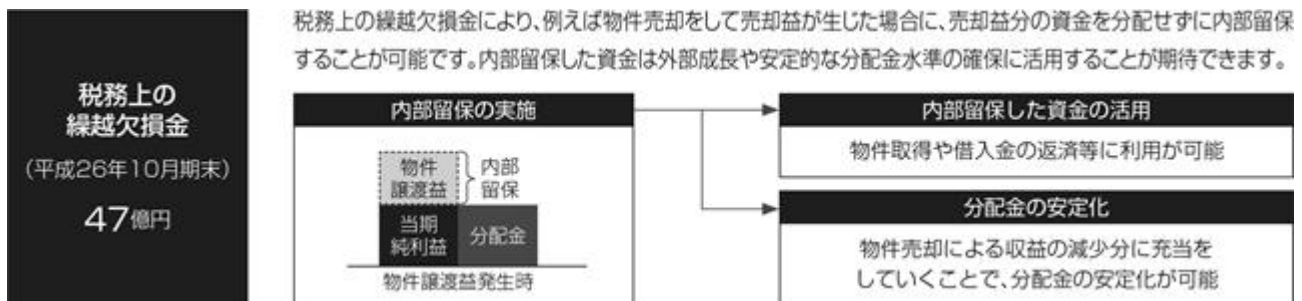 税務上の繰越欠損金により、例えば物件売却をして売却益が生じた場合に、売却益分の資金を分配せずに内部留保
することが可能です。内部留保した資金は外部成長や安定的な分配金水準の確保に活用することが期待できます。
税務上の
繰越欠損金
(平成26年10月期末)
47億円
内部留保の実施
物件
譲渡益
内部
留保
当期
純利益
分配金
物件譲渡益発生時
内部留保した資金の活用
物件取得や借入金の返済等に利用が可能
分配金の安定化
物件売却による収益の減少分に充当を
していくことで、分配金の安定化が可能